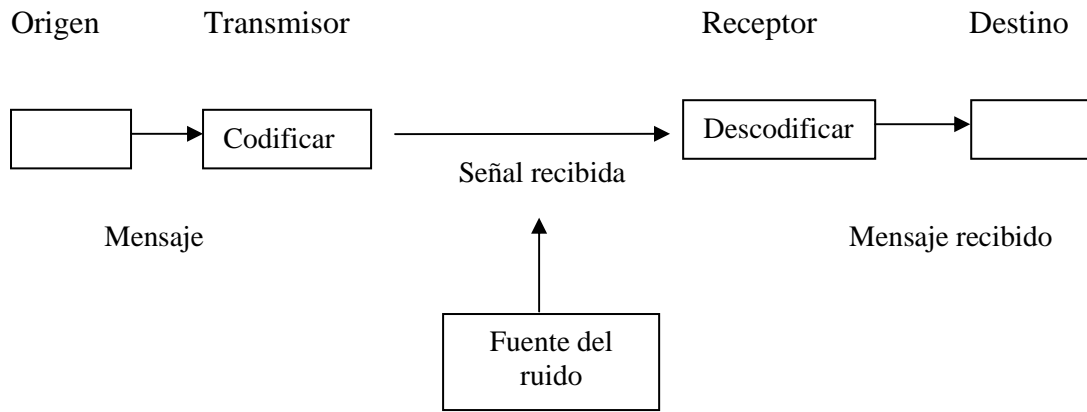 Origen
Transmisor
Receptor
Destino
Codificar
Descodificar
Señal recibida
Mensaje
Mensaje recibido
Fuente del
ruido